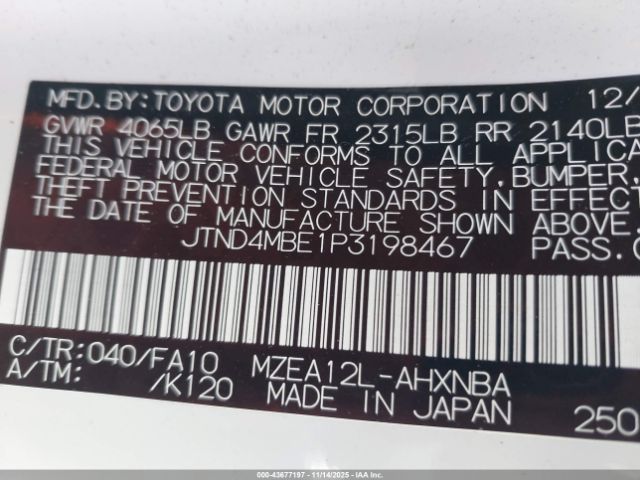 MFD. BY: TOYOTA MOTOR CORPORATION 12/
GVWR 4065LB GAWR FR 2315LB RR 2140LB
THIS VEHICLE CONFORMS TO ALL APPLICA
FEDERAL MOTOR VEHICLE SAFETY, BUMPER,
THEFT PREVENTION STANDARDS IN EFFECT
THE DATE OF MANUFACTURE SHOWN ABOVE.
JTND4MBE1P3198467 PASS.
C/TR: 040/FA10 MZEA12L-AHXNBA
A/TM: /K120 MADE IN JAPAN 250
000-43677197 - 11/14/2025 - Copyright IAA, Inc.